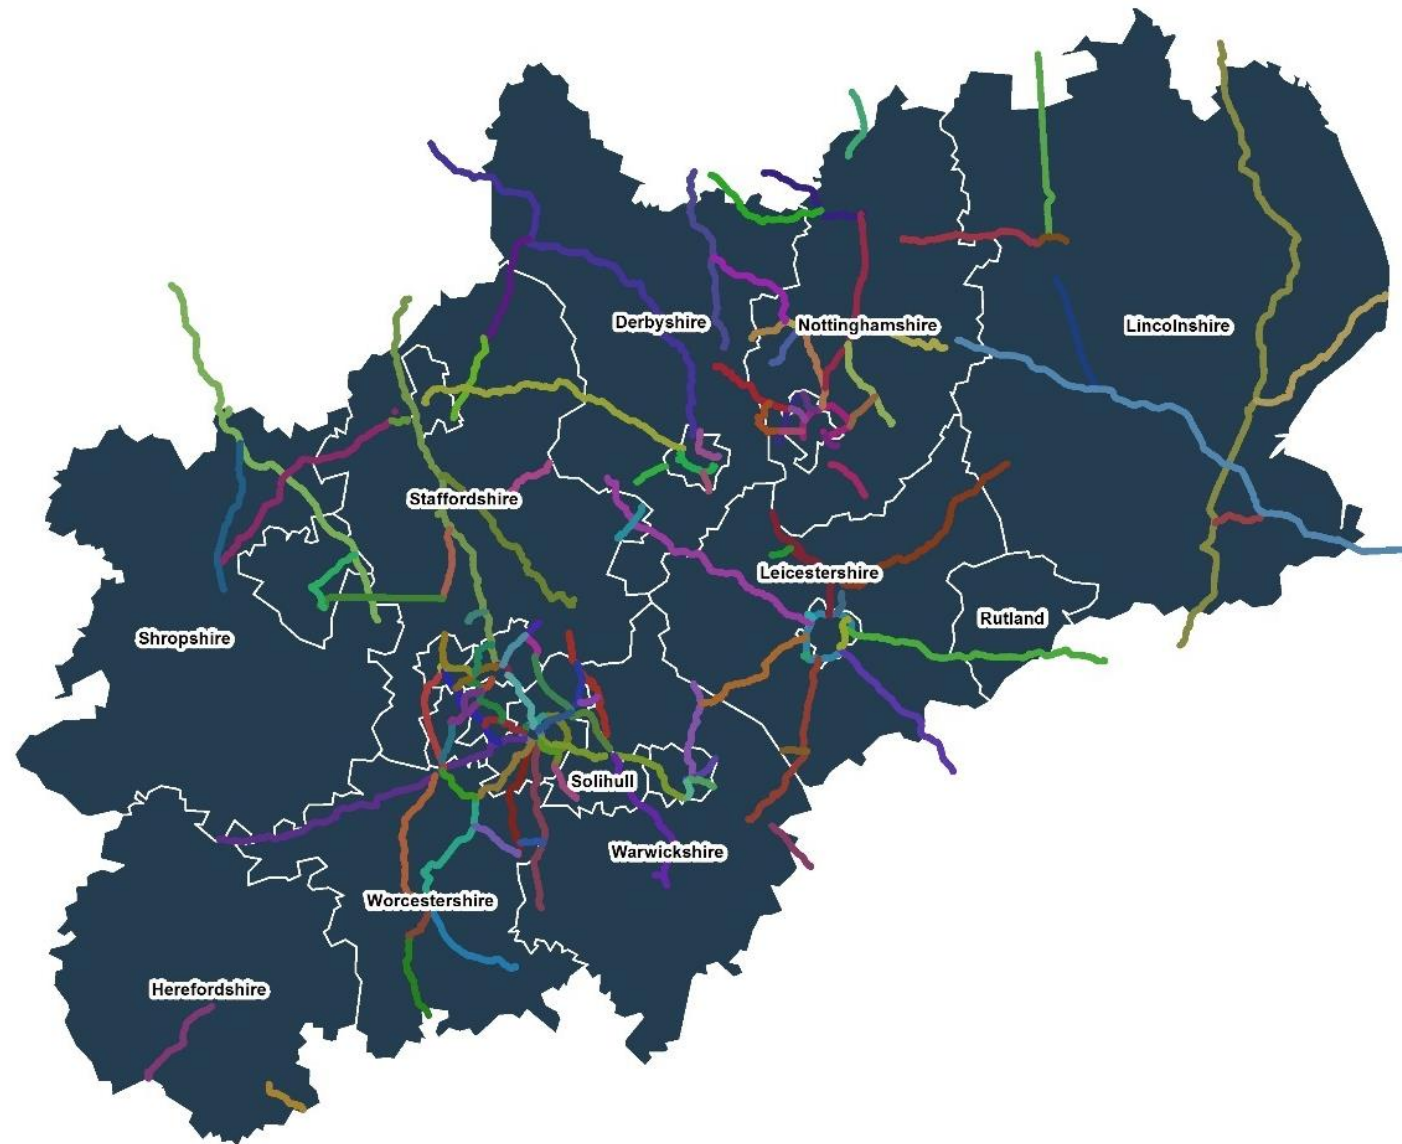 Derbyshire
Nottinghamshire
Lincolnshire
Staffordshire
Leicestershire
Rutland
Shropshire
Solihull
Warwickshire
Worcestershire
Herefordshire